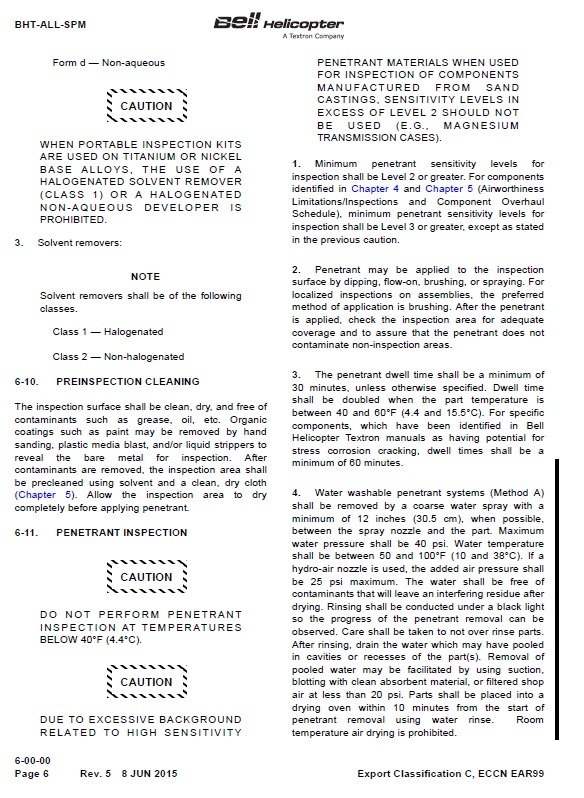 BHT-ALL-SPM
Bell Helicopter
A Textron Company
Form d — Non-aqueous
CAUTION
WHEN PORTABLE INSPECTION KITS
ARE USED ON TITANIUM OR NICKEL
BASE ALLOYS, THE USE OF A
HALOGENATED SOLVENT REMOVER
(CLASS 1) OR A HALOGENATED
NON-AQUEOUS DEVELOPER IS
PROHIBITED.
3. Solvent removers:
NOTE
Solvent removers shall be of the following
classes.
Class 1 — Halogenated
Class 2 — Non-halogenated
6-10. PREINSPECTION CLEANING
The inspection surface shall be clean, dry, and free of
contaminants such as grease, oil, etc. Organic
coatings such as paint may be removed by hand
sanding, plastic media blast, and/or liquid strippers to
reveal the bare metal for inspection. After
contaminants are removed, the inspection area shall
be precleaned using solvent and a clean, dry cloth
(Chapter 5). Allow the inspection area to dry
completely before applying penetrant.
6-11. PENETRANT INSPECTION
CAUTION
DO NOT PERFORM PENETRANT
INSPECTION AT TEMPERATURES
BELOW 40°F (4.4°C).
CAUTION
DUE TO EXCESSIVE BACKGROUND
RELATED TO HIGH SENSITIVITY
PENETRANT MATERIALS WHEN USED
FOR INSPECTION OF COMPONENTS
MANUFACTURED FROM SAND
CASTINGS, SENSITIVITY LEVELS IN
EXCESS OF LEVEL 2 SHOULD NOT
BE USED (E.G., MAGNESIUM
TRANSMISSION CASES).
1. Minimum penetrant sensitivity levels for
inspection shall be Level 2 or greater. For components
identified in Chapter 4 and Chapter 5 (Airworthiness
Limitations/Inspections and Component Overhaul
Schedule), minimum penetrant sensitivity levels for
inspection shall be Level 3 or greater, except as stated
in the previous caution.
2. Penetrant may be applied to the inspection
surface by dipping, flow-on, brushing, or spraying. For
localized inspections on assemblies, the preferred
method of application is brushing. After the penetrant
is applied, check the inspection area for adequate
coverage and to assure that the penetrant does not
contaminate non-inspection areas.
3. The penetrant dwell time shall be a minimum of
30 minutes, unless otherwise specified. Dwell time
shall be doubled when the part temperature is
between 40 and 60°F (4.4 and 15.5°C). For specific
components, which have been identified in Bell
Helicopter Textron manuals as having potential for
stress corrosion cracking, dwell times shall be a
minimum of 60 minutes.
4. Water washable penetrant systems (Method A)
shall be removed by a coarse water spray with a
minimum of 12 inches (30.5 cm), when possible,
between the spray nozzle and the part. Maximum
water pressure shall be 40 psi. Water temperature
shall be between 50 and 100°F (10 and 38°C). If a
hydro-air nozzle is used, the added air pressure shall
be 25 psi maximum. The water shall be free of
contaminants that will leave an interfering residue after
drying. Rinsing shall be conducted under a black light
so the progress of the penetrant removal can be
observed. Care shall be taken to not over rinse parts.
After rinsing, drain the water which may have pooled
in cavities or recesses of the part(s). Removal of
pooled water may be facilitated by using suction,
blotting with clean absorbent material, or filtered shop
air at less than 20 psi. Parts shall be placed into a
drying oven within 10 minutes from the start of
penetrant removal using water rinse. Room
temperature air drying is prohibited.
6-00-00
Page 6 Rev. 5 8 JUN 2015
Export Classification C, ECCN EAR99